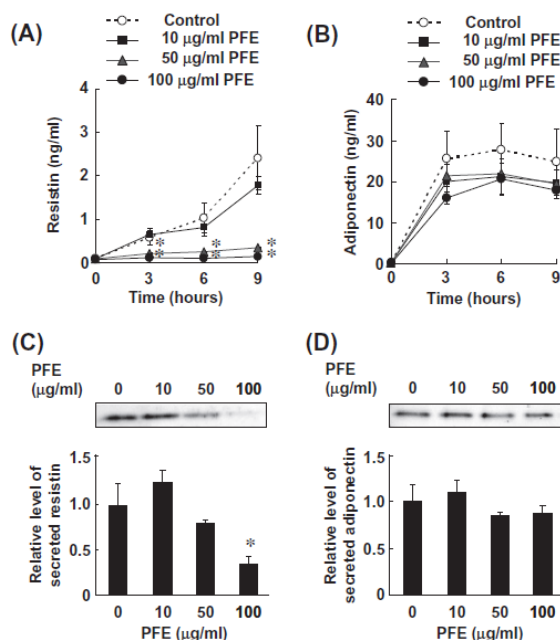 (A)
Control
10 μg/ml PFE
50 μg/ml PFE
100 μg/ml PFE
Resistin (ng/ml)
4
3
2
1
0
* * *
* * *
0 3 6 9
Time (hours)
(B)
Control
10 μg/ml PFE
50 μg/ml PFE
100 μg/ml PFE
Adiponectin (ng/ml)
40
30
20
10
0
0 3 6 9
Time (hours)
(C)
PFE
(μg/ml) 0 10 50 100
Relative level of
secreted resistin
1.5
1.0
0.5
0
*
0 10 50 100
PFE (μg/ml)
(D)
PFE
(μg/ml) 0 10 50 100
Relative level of
secreted adiponectin
1.5
1.0
0.5
0
0 10 50 100
PFE (μg/ml)